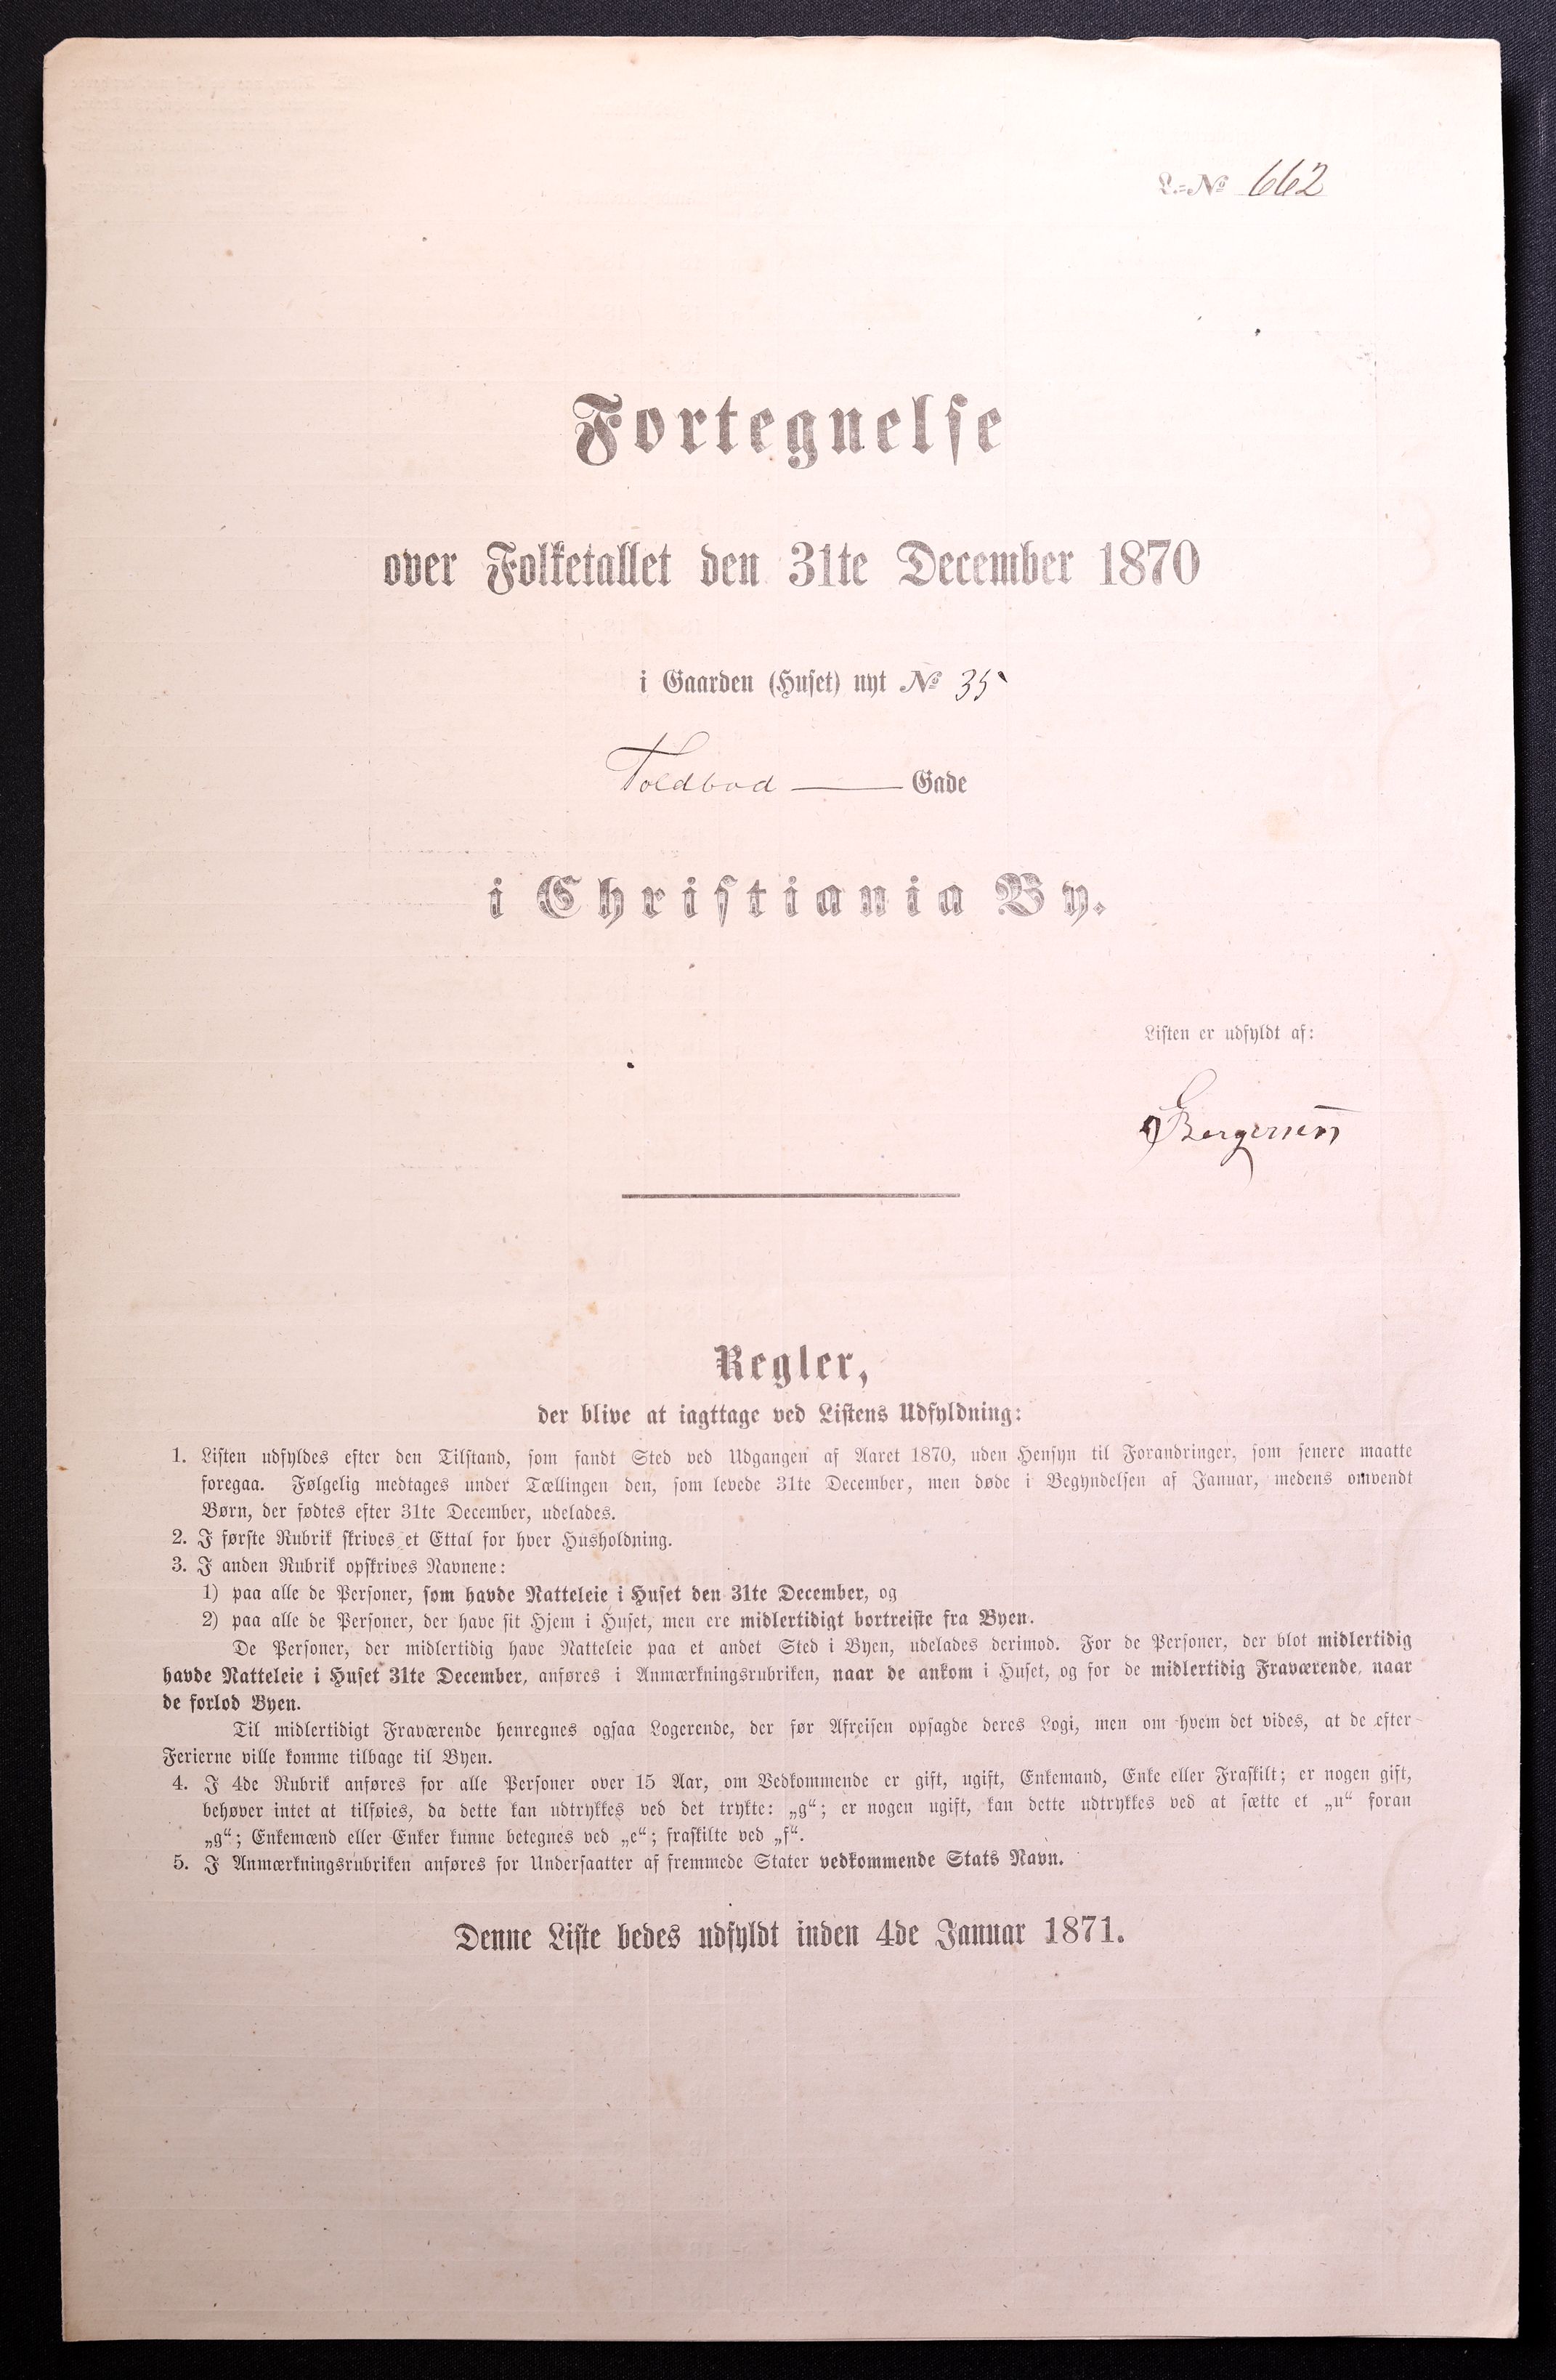 L.-No 662
Fortegnelse
over Folketallet den 31te December 1870
i Gaarden (Huset) nyt No 35
Toldbod Gade
i Christiania By.
Listen er udfyldt af:
Bergersen
Regler,
der blive at iagttage ved Listens Udfyldning:
1. Listen udfyldes efter den Tilstand, som fandt Sted ved Udgangen af Aaret 1870, uden Hensyn til Forandringer, som senere maatte
foregaa. Følgelig medtages under Tællingen den, som levede 31te December, men døde i Begyndelsen af Januar, medens omvendt
Børn, der fødtes efter 31te December, udelades.
2. I første Rubrik skrives et Ettal for hver Husholdning.
3. I anden Rubrik opskrives Navnene:
1) paa alle de Personer, som havde Natteleie i Huset den 31te December, og
2) paa alle de Personer, der have sit Hjem i Huset, men ere midlertidigt bortreiste fra Byen.
De Personer, der midlertidig have Natteleie paa et andet Sted i Byen, udelades derimod. For de Personer, der blot midlertidig
havde Natteleie i Huset 31te December, anføres i Anmærkningsrubriken, naar de ankom i Huset, og for de midlertidig Fraværende, naar
de forlod Byen.
Til midlertidigt Fraværende henregnes ogsaa Logerende, der før Afreisen opsagde deres Logi, men om hvem det vides, at de efter
Ferierne ville komme tilbage til Byen.
4. I 4de Rubrik anføres for alle Personer over 15 Aar, om Vedkommende er gift, ugift, Enkemand, Enke eller Fraskilt; er nogen gift,
behøver intet at tilføies, da dette kan udtrykkes ved det trykte: „g“; er nogen ugift, kan dette udtrykkes ved at sætte et „u“ foran
„g“; Enkemænd eller Enker kunne betegnes ved „e“; fraskilte ved „f“.
5. I Anmærkningsrubriken anføres for Undersaatter af fremmede Stater vedkommende Stats Navn.
Denne Liste bedes udfyldt inden 4de Januar 1871.